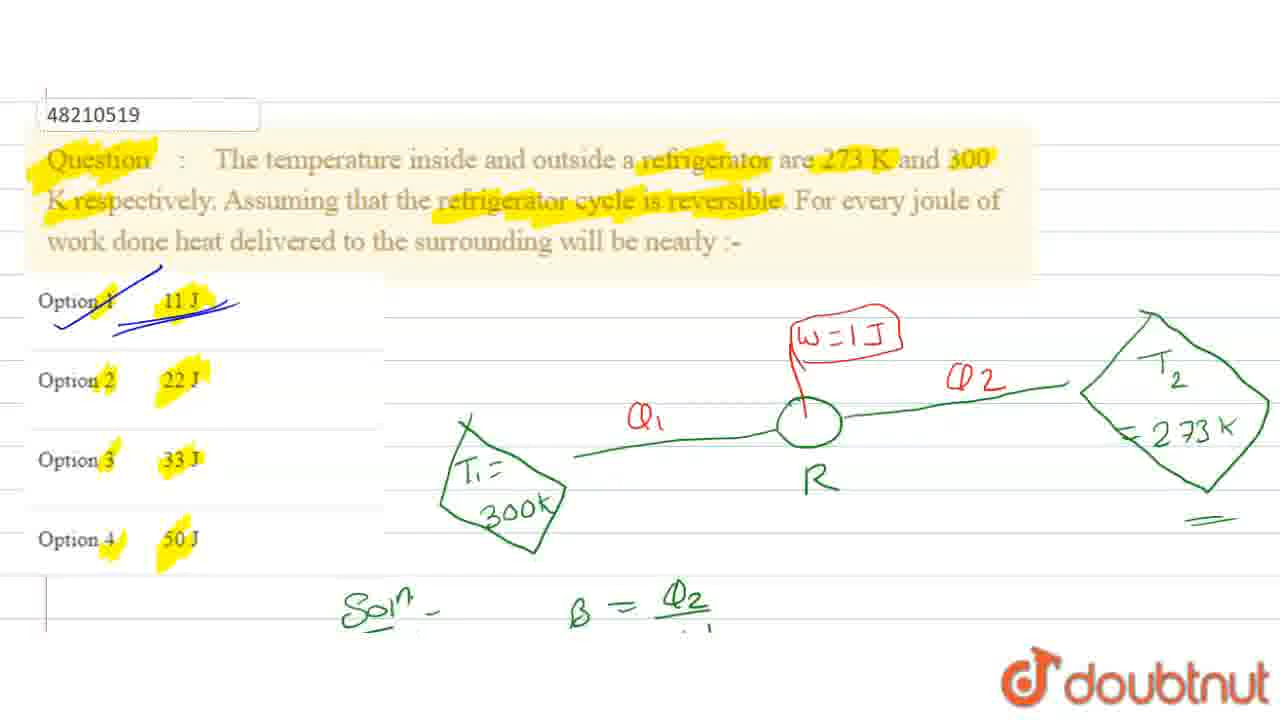 48210519
Question : The temperature inside and outside a refrigerator are 273 K and 300
K respectively. Assuming that the refrigerator cycle is reversible. For every joule of
work done heat delivered to the surrounding will be nearly :-
Option 1 11 J
Option 2 22 J
Option 3 33 J
Option 4 50 J
W = 1 J
Q1
Q2
T2
= 273 K
T1 =
300 K
R
Soln -
B = Q2
doubtnut